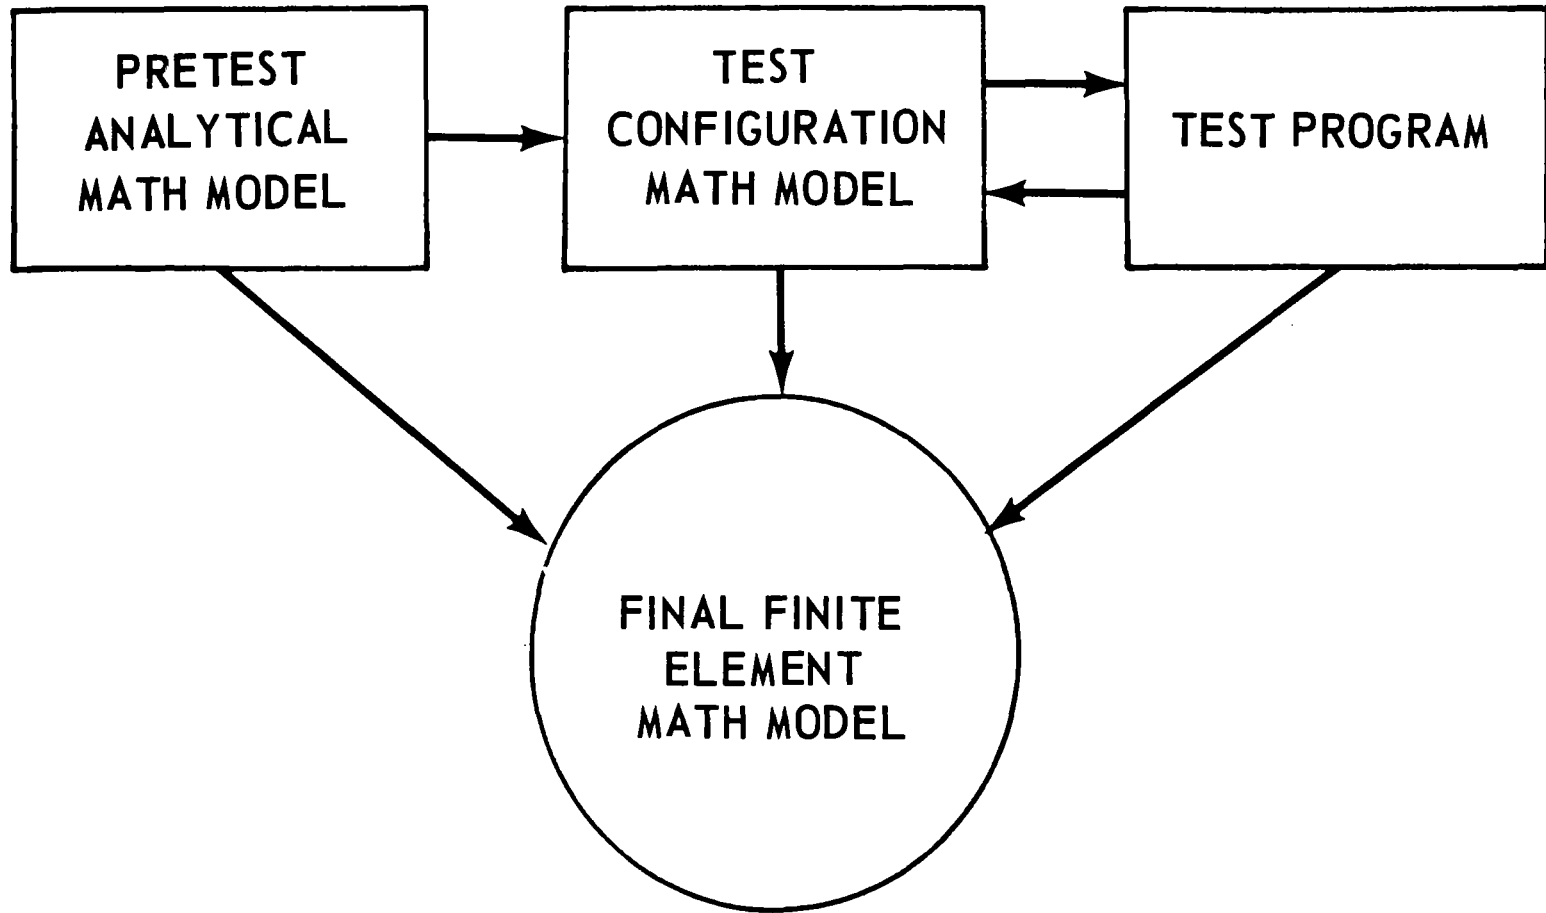 PRETEST
ANALYTICAL
MATH MODEL
TEST
CONFIGURATION
MATH MODEL
TEST PROGRAM
FINAL FINITE
ELEMENT
MATH MODEL